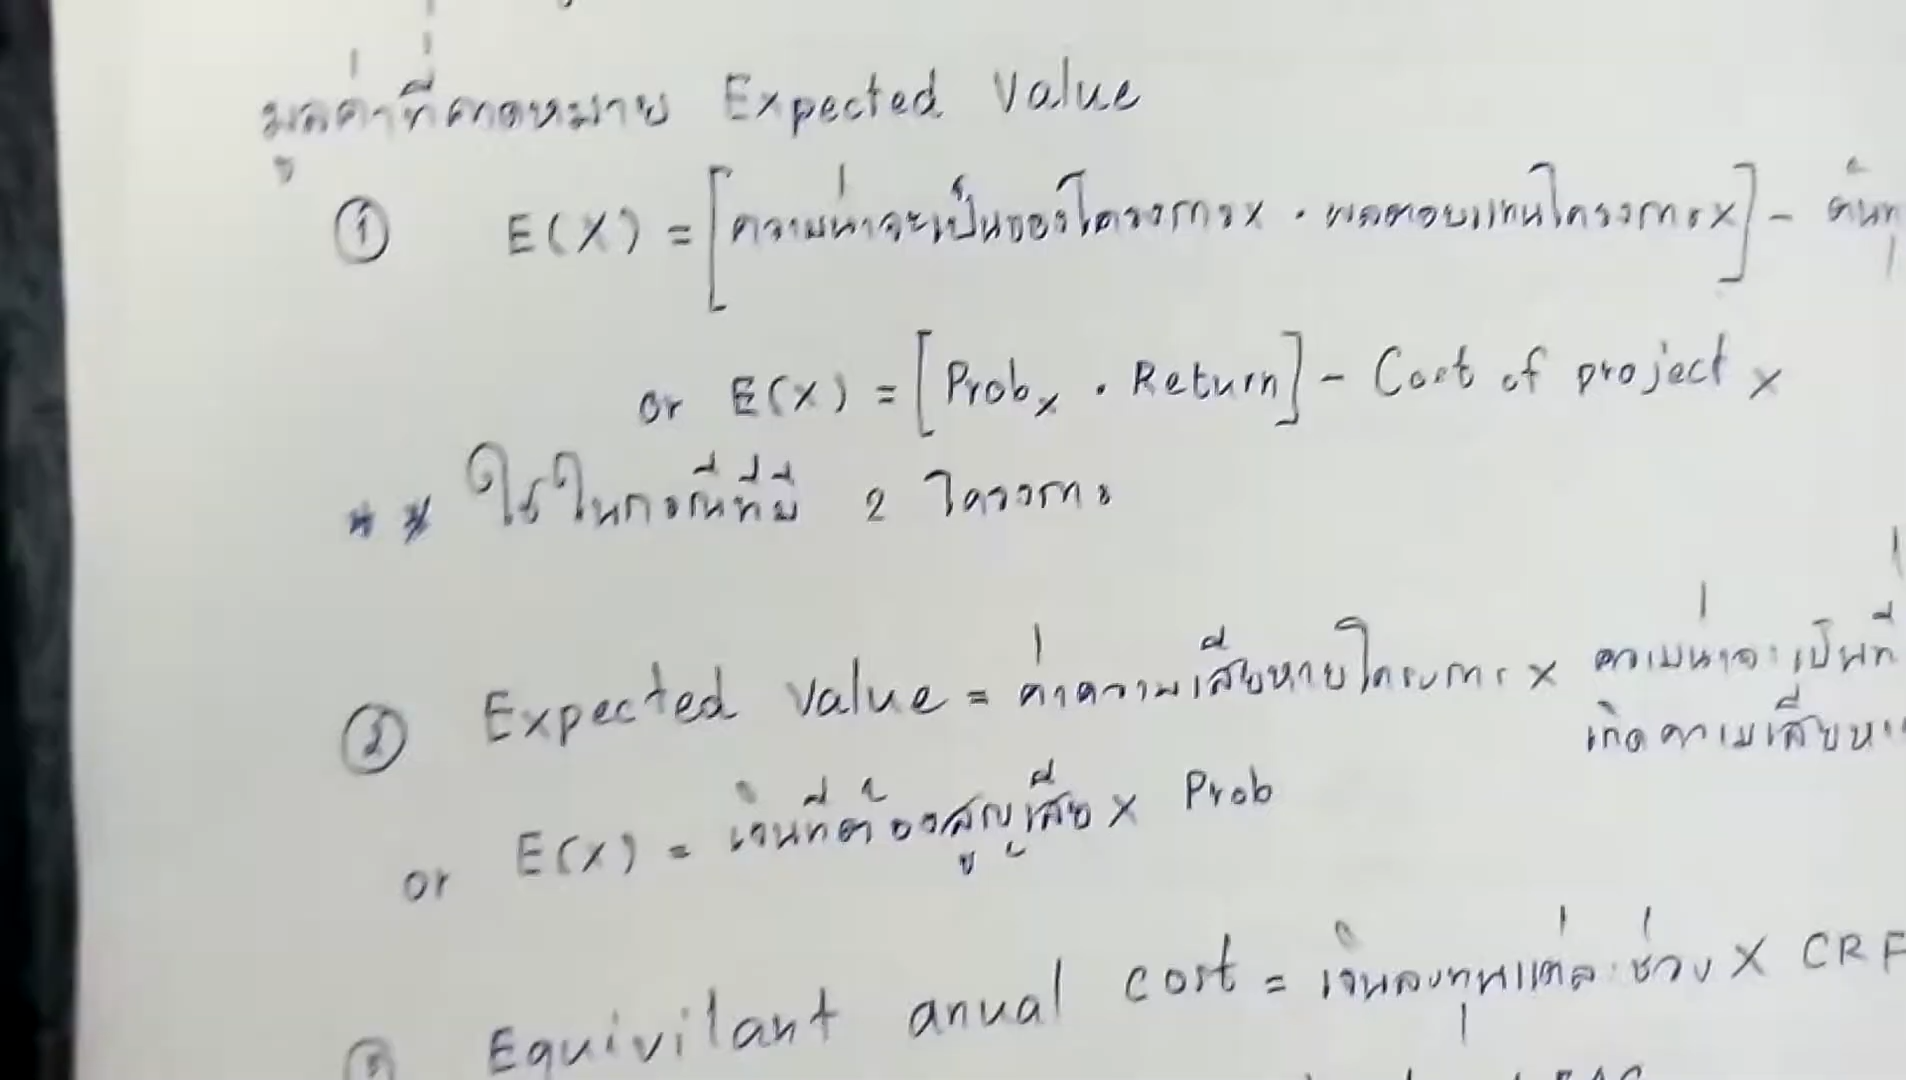 มูลค่าที่คาดหมาย Expected Value
① E(X) = [ความน่าจะเป็นของโครงการ x . ผลตอบแทนโครงการ x] - ต้นทุ
or E(X) = [Prob x . Return] - Cost of project x
** ใช้ในกรณีที่มี 2 โครงการ
② Expected Value = ค่าความเสียหายโครงการ x ความน่าจะเป็นที่
เกิดความเสียหา
or E(X) = เงินที่ต้องสูญเสีย x Prob
③ Equivilant anual cost = เงินลงทุนแต่ละช่วง X CRF